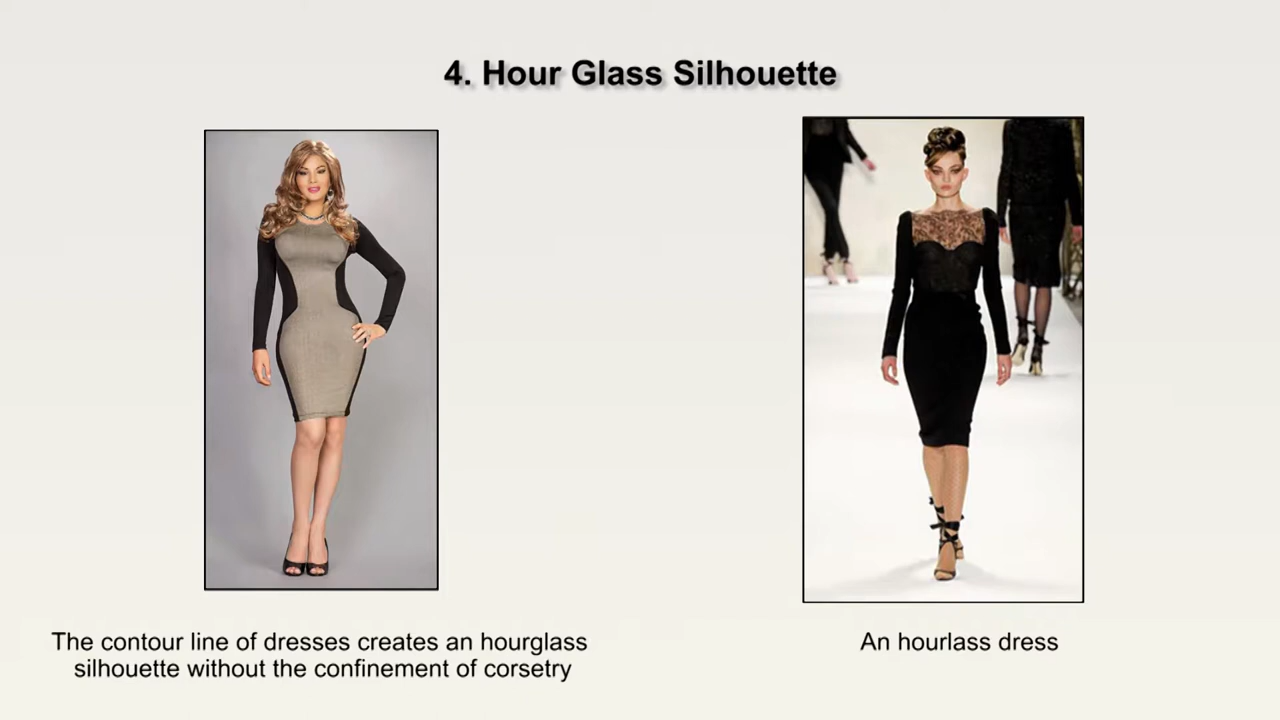 4. Hour Glass Silhouette
The contour line of dresses creates an hourglass
silhouette without the confinement of corsetry
An hourlass dress